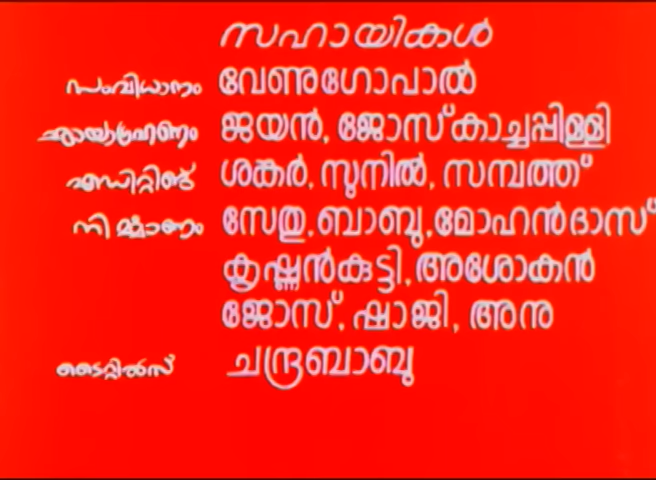 സഹായികൾ
സംവിധാനം വേണുഗോപാൽ
ഛായാഗ്രഹണം ജയൻ, ജോസ് കാച്ചപ്പിള്ളി
എഡിറ്റിങ്ങ് ശങ്കർ, സുനിൽ, സമ്പത്ത്
നിർമ്മാണം സേതു, ബാബു, മോഹൻദാസ്
കൃഷ്ണൻകുട്ടി, അശോകൻ
ജോസ്, ഷാജി, അനു
ടൈറ്റിൽസ് ചന്ദ്രബാബു